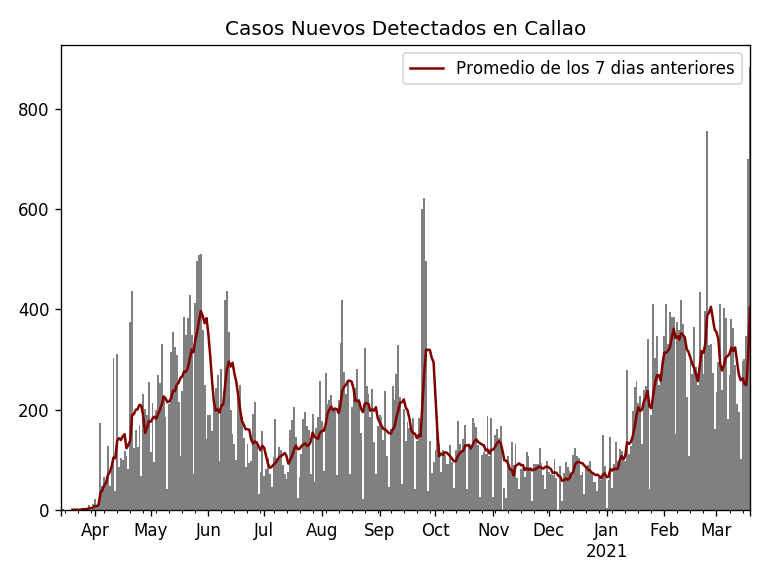 Casos Nuevos Detectados en Callao
Promedio de los 7 dias anteriores
800
600
400
200
0
Apr May Jun Jul Aug Sep Oct Nov Dec Jan Feb Mar
2021